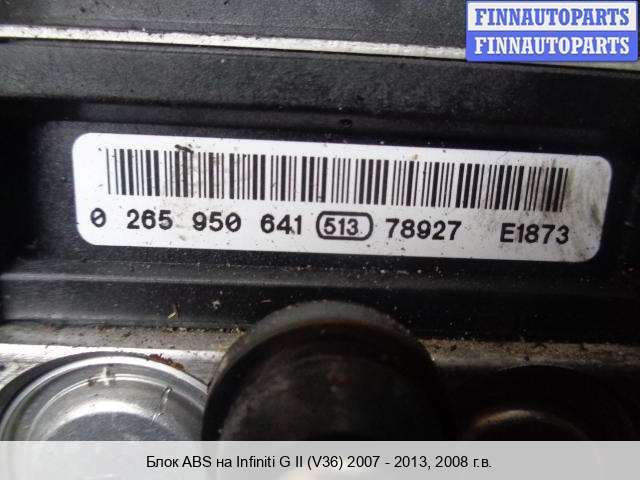 FINNAUTOPARTS
FINNAUTOPARTS
0 265 950 641 513 78927 E1873
Блок ABS на Infiniti G II (V36) 2007 - 2013, 2008 г.в.